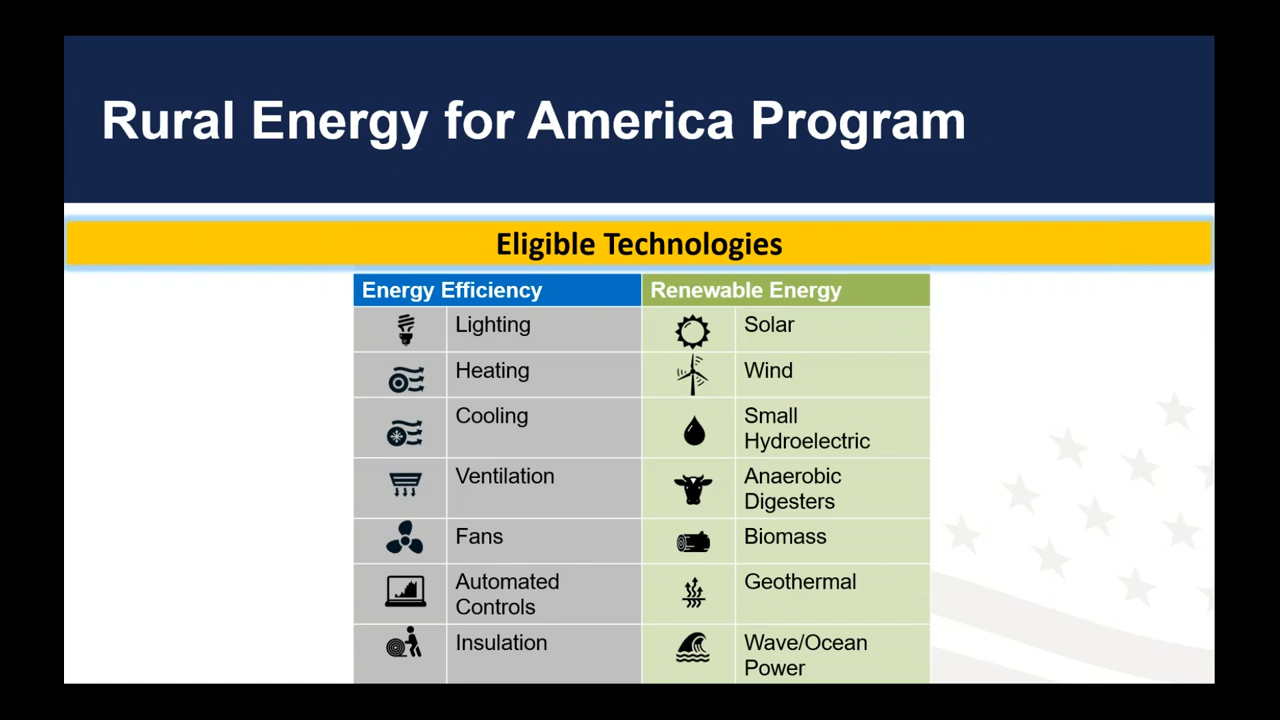 Rural Energy for America Program
Eligible Technologies
Energy Efficiency
Renewable Energy
Lighting
Solar
Heating
Wind
Cooling
Small
Hydroelectric
Ventilation
Anaerobic
Digesters
Fans
Biomass
Automated
Controls
Geothermal
Insulation
Wave/Ocean
Power